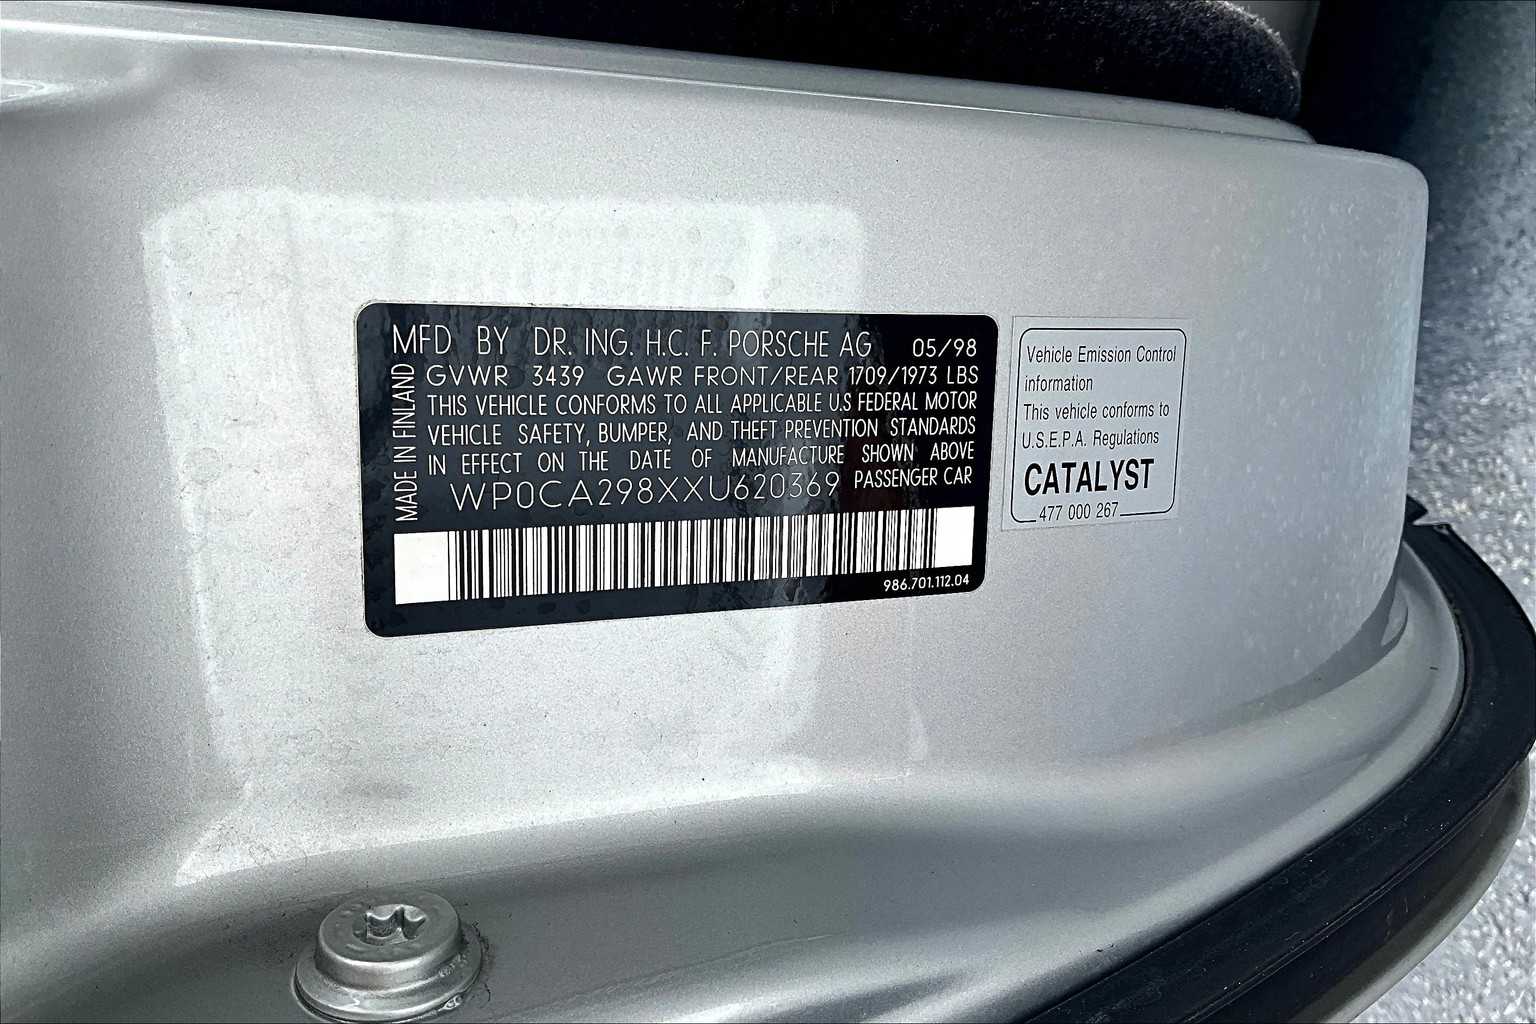 MFD BY DR. ING. H.C. F. PORSCHE AG 05/98
GVWR 3439 GAWR FRONT/REAR 1709/1973 LBS
THIS VEHICLE CONFORMS TO ALL APPLICABLE U.S FEDERAL MOTOR
VEHICLE SAFETY, BUMPER, AND THEFT PREVENTION STANDARDS
IN EFFECT ON THE DATE OF MANUFACTURE SHOWN ABOVE
WP0CA298XXU620369 PASSENGER CAR
MADE IN FINLAND
986.701.112.04
Vehicle Emission Control
information
This vehicle conforms to
U.S.E.P.A. Regulations
CATALYST
477 000 267